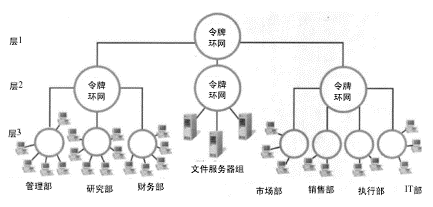 层1
令牌
环网
层2
令牌
环网
令牌
环网
令牌
环网
层3
管理部
研究部
财务部
文件服务器组
市场部
销售部
执行部
IT部